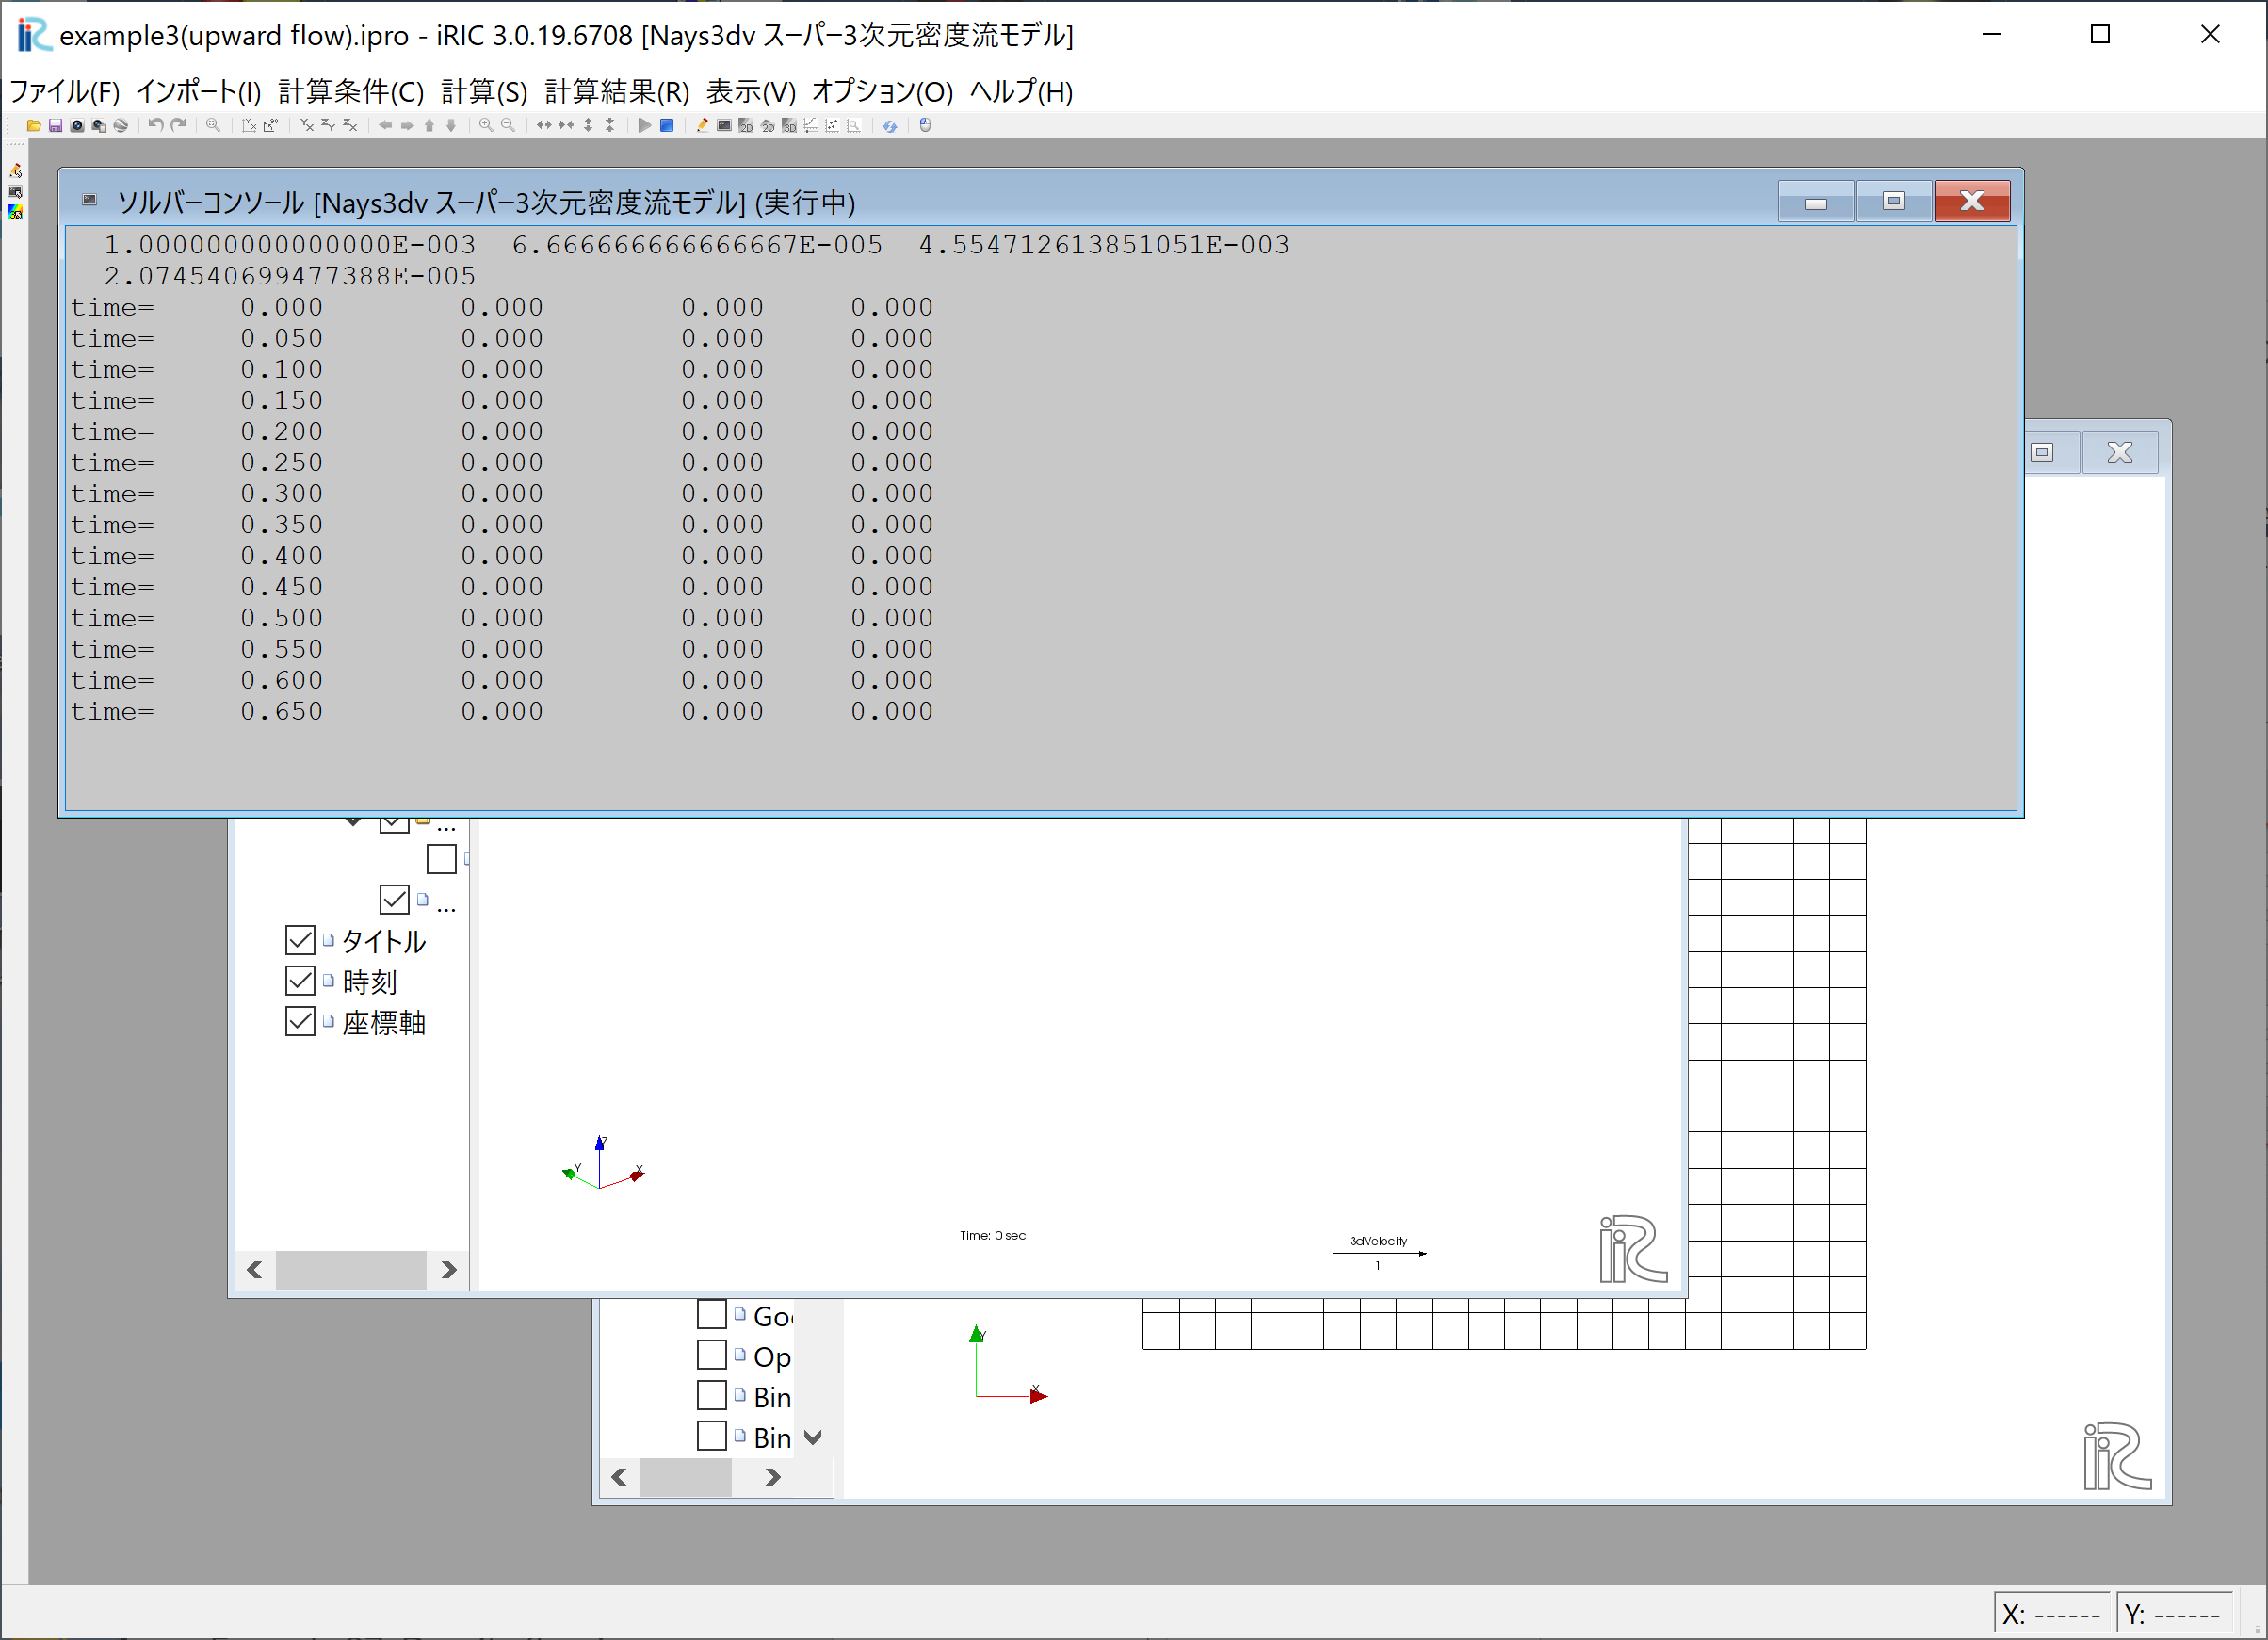 example3(upward flow).ipro - iRIC 3.0.19.6708 [Nays3dv スーパー3次元密度流モデル]
ファイル(F) インポート(I) 計算条件(C) 計算(S) 計算結果(R) 表示(V) オプション(O) ヘルプ(H)
ソルバーコンソール [Nays3dv スーパー3次元密度流モデル] (実行中)
1.000000000000000E-003 6.666666666666667E-005 4.554712613851051E-003
2.074540699477388E-005
time= 0.000 0.000 0.000 0.000
time= 0.050 0.000 0.000 0.000
time= 0.100 0.000 0.000 0.000
time= 0.150 0.000 0.000 0.000
time= 0.200 0.000 0.000 0.000
time= 0.250 0.000 0.000 0.000
time= 0.300 0.000 0.000 0.000
time= 0.350 0.000 0.000 0.000
time= 0.400 0.000 0.000 0.000
time= 0.450 0.000 0.000 0.000
time= 0.500 0.000 0.000 0.000
time= 0.550 0.000 0.000 0.000
time= 0.600 0.000 0.000 0.000
time= 0.650 0.000 0.000 0.000
...
...
タイトル
時刻
座標軸
Z
Y X
Time: 0 sec
3dVelocity
1
iRIC
Goo
Op
Bin
Bin
Y
X
iRIC
X: ------ Y: ------